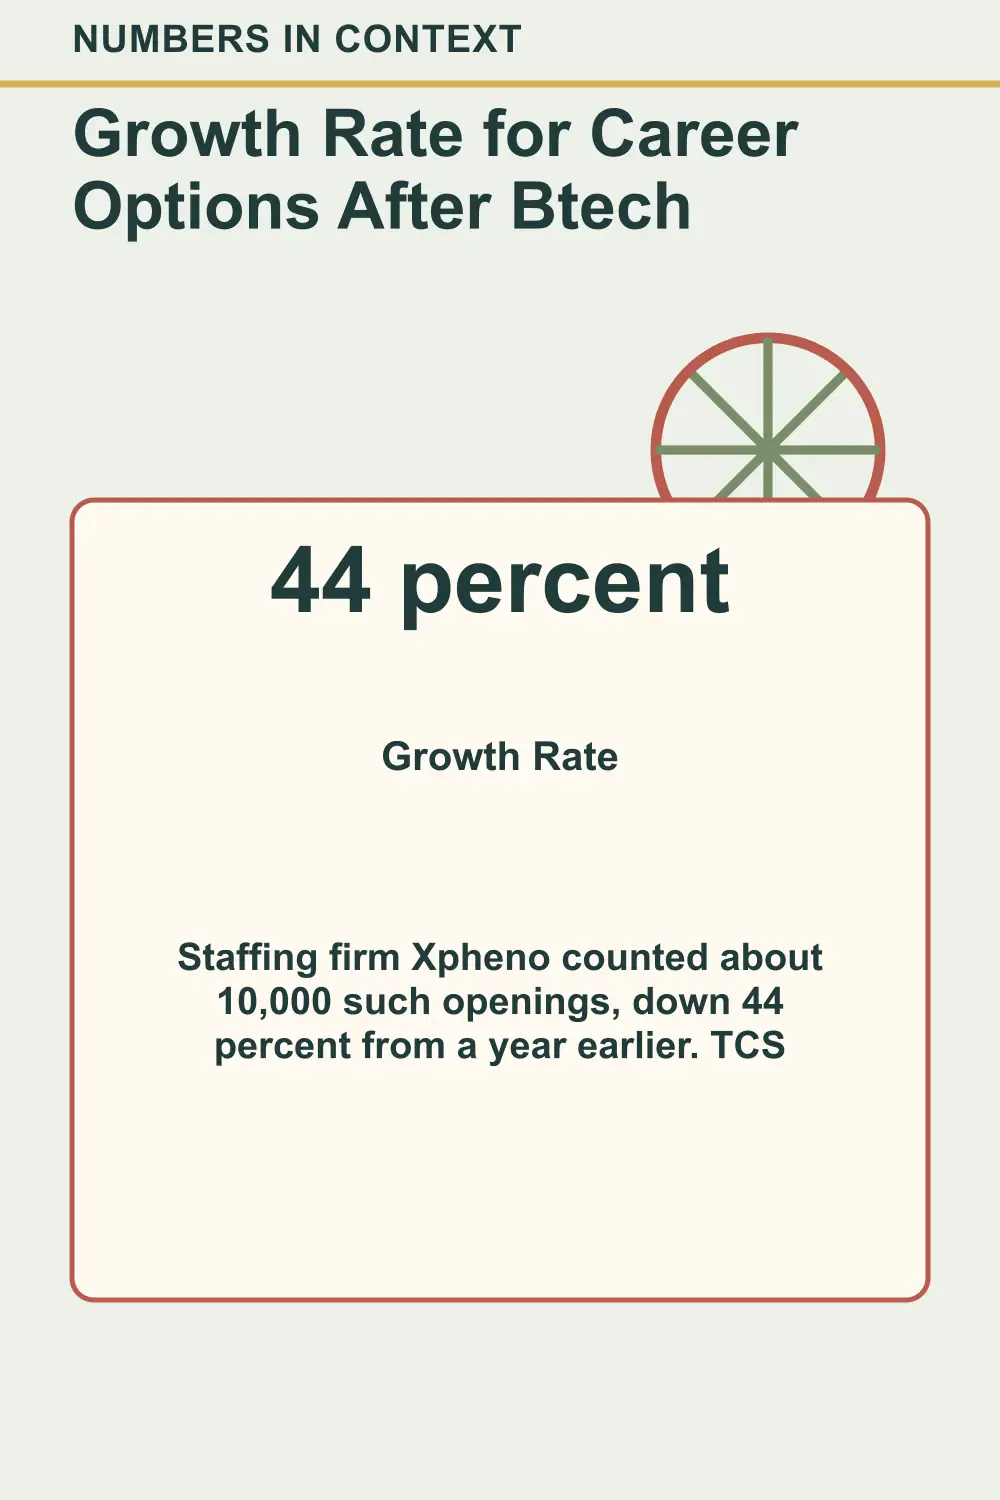 NUMBERS IN CONTEXT
Growth Rate for Career
Options After Btech
44 percent
Growth Rate
Staffing firm Xpheno counted about
10,000 such openings, down 44
percent from a year earlier. TCS